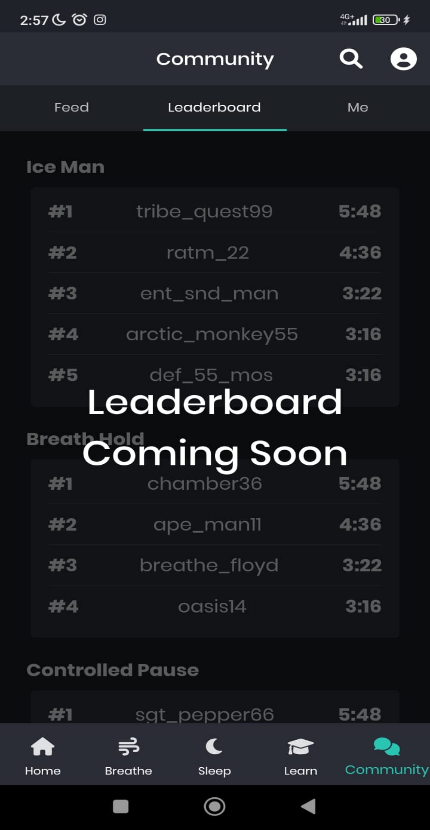 2:57
4G+
30
Community
Feed Leaderboard Me
Ice Man
#1 tribe_quest99 5:48
#2 ratm_22 4:36
#3 ent_snd_man 3:22
#4 arctic_monkey55 3:16
#5 def_55_mos 3:16
Leaderboard
Breath Hold
Coming Soon
#1 chamber36 5:48
#2 ape_man11 4:36
#3 breathe_floyd 3:22
#4 oasis14 3:16
Controlled Pause
#1 sgt_pepper66 5:48
Home Breathe Sleep Learn Community